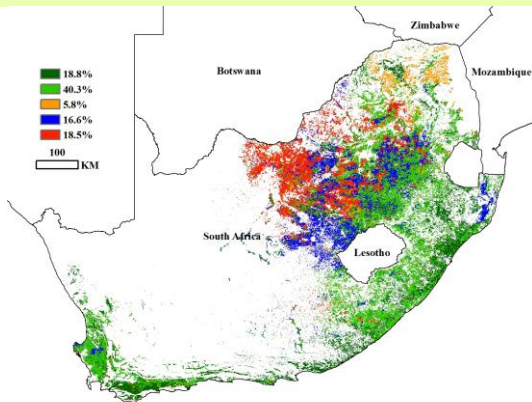 Zimbabwe
Botswana
Mozambique
18.8%
40.3%
5.8%
16.6%
18.5%
100
KM
South Africa
Lesotho